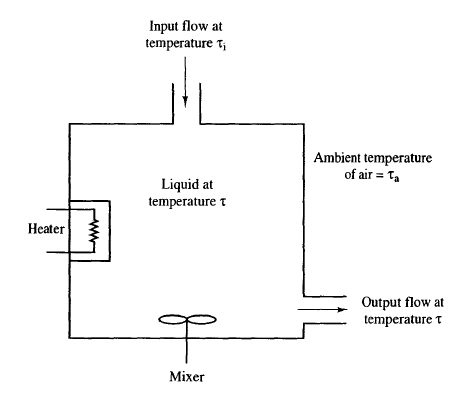 Input flow at
temperature τᵢ
Ambient temperature
of air = τₐ
Liquid at
temperature τ
Heater
Output flow at
temperature τ
Mixer